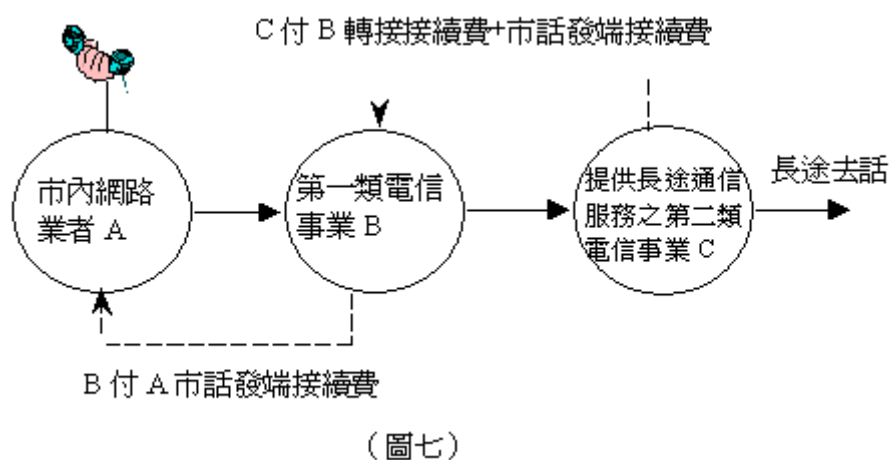 C 付 B 轉接接續費+市話發端接續費
市內網路
業者 A
第一類電信
事業 B
提供長途通信
服務之第二類
電信事業 C
長途去話
B 付 A 市話發端接續費
（圖七）